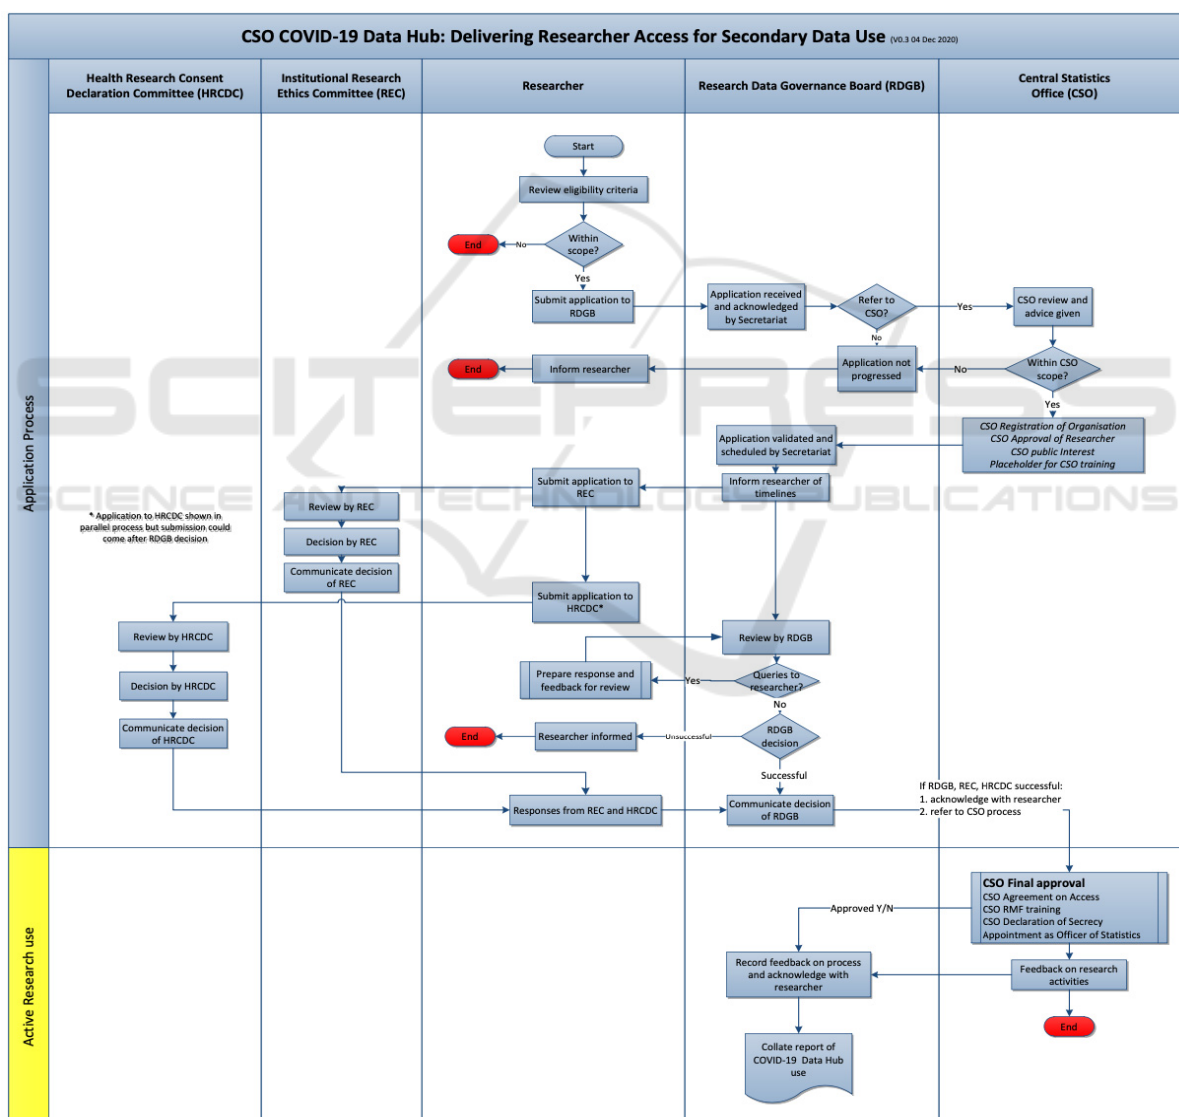 CSO COVID-19 Data Hub: Delivering Researcher Access for Secondary Data Use (V0.3 04 Dec 2020)
Health Research Consent
Declaration Committee (HRCDC)
Institutional Research
Ethics Committee (REC)
Researcher
Research Data Governance Board (RDGB)
Central Statistics
Office (CSO)
Application Process
Start
Review eligibility criteria
Within
scope?
No
End
Yes
Submit application to
RDGB
Application received
and acknowledged
by Secretariat
Refer to
CSO?
Yes
CSO review and
advice given
No
Application not
progressed
Within CSO
scope?
No
Inform researcher
End
Yes
CSO Registration of Organisation
CSO Approval of Researcher
CSO public Interest
Placeholder for CSO training
Application validated and
scheduled by Secretariat
Inform researcher of
timelines
Submit application to
REC
Review by REC
Decision by REC
Communicate decision
of REC
* Application to HRCDC shown in
parallel process but submission could
come after RDGB decision
Submit application to
HRCDC*
Review by HRCDC
Decision by HRCDC
Communicate decision
of HRCDC
Review by RDGB
Queries to
researcher?
Yes
Prepare response and
feedback for review
No
RDGB
decision
Unsuccessful
Researcher informed
End
Successful
Responses from REC and HRCDC
Communicate decision
of RDGB
If RDGB, REC, HRCDC successful:
1. acknowledge with researcher
2. refer to CSO process
Active Research use
CSO Final approval
CSO Agreement on Access
CSO RMF training
CSO Declaration of Secrecy
Appointment as Officer of Statistics
Approved Y/N
Record feedback on process
and acknowledge with
researcher
Feedback on research
activities
End
Collate report of
COVID-19 Data Hub
use
SCITEPRESS
SCIENCE AND TECHNOLOGY PUBLICATIONS